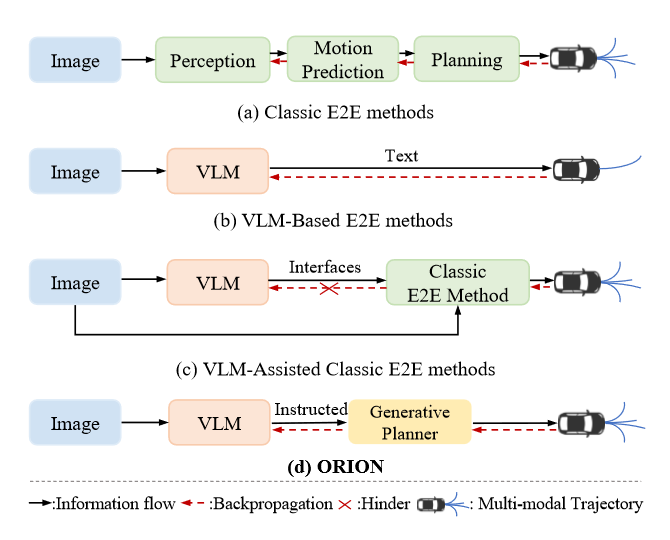 Image
Perception
Motion
Prediction
Planning
(a) Classic E2E methods
Image
VLM
Text
(b) VLM-Based E2E methods
Image
VLM
Interfaces
Classic
E2E Method
(c) VLM-Assisted Classic E2E methods
Image
VLM
Instructed
Generative
Planner
(d) ORION
:Information flow :Backpropagation :Hinder : Multi-modal Trajectory